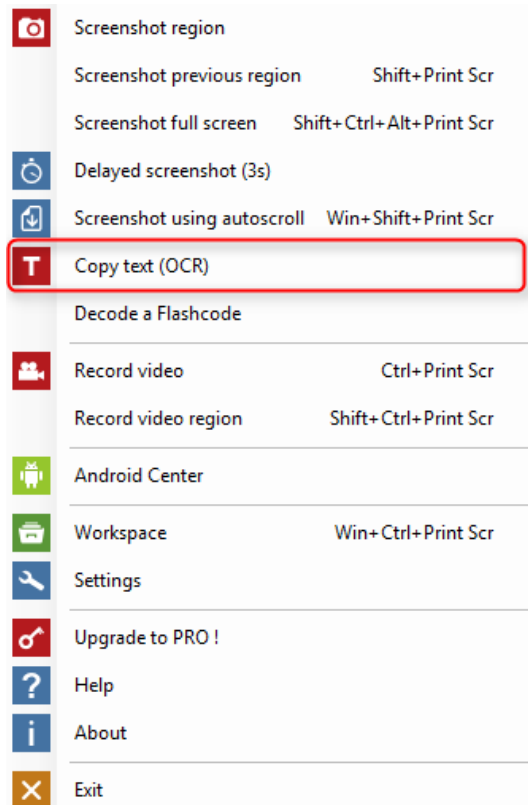 Screenshot region
Screenshot previous region Shift+Print Scr
Screenshot full screen Shift+Ctrl+Alt+Print Scr
Delayed screenshot (3s)
Screenshot using autoscroll Win+Shift+Print Scr
T Copy text (OCR)
Decode a Flashcode
Record video Ctrl+Print Scr
Record video region Shift+Ctrl+Print Scr
Android Center
Workspace Win+Ctrl+Print Scr
Settings
Upgrade to PRO !
? Help
i About
Exit